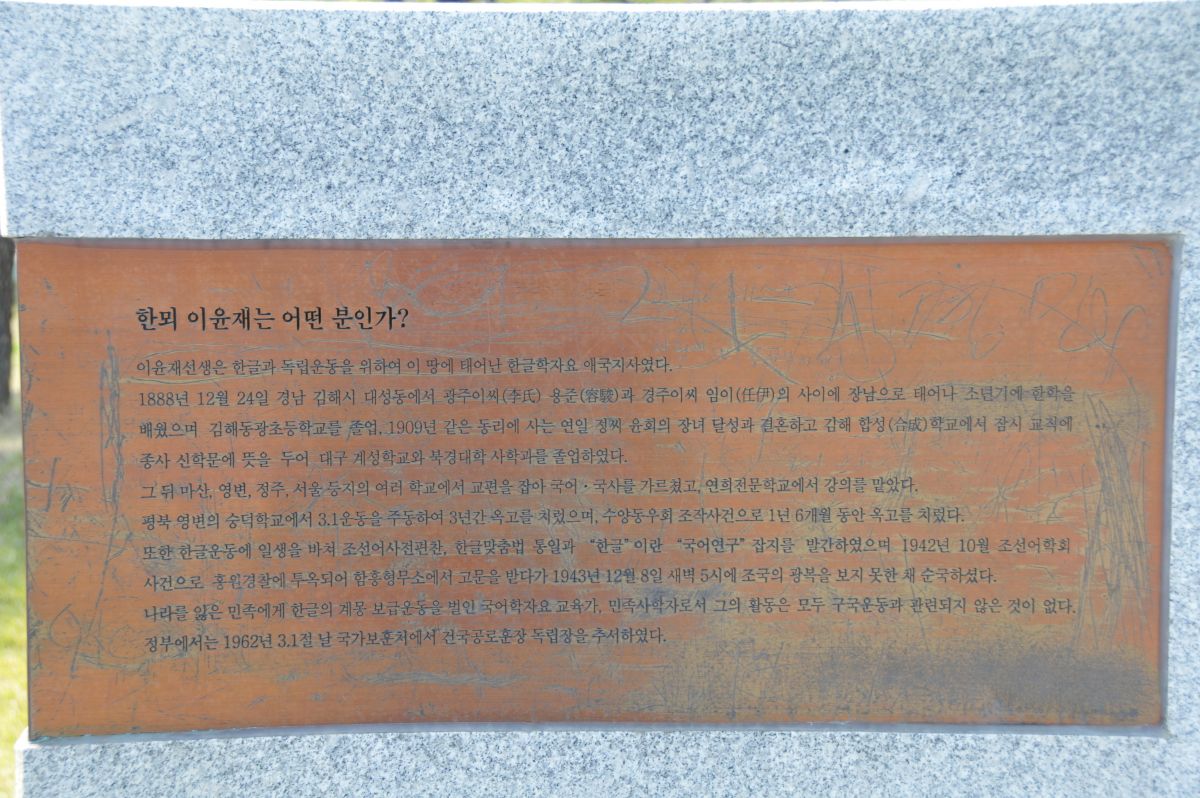 한뫼 이윤재는 어떤 분인가?
이윤재선생은 한글과 독립운동을 위하여 이 땅에 태어난 한글학자요 애국지사였다.
1888년 12월 24일 경남 김해시 대성동에서 광주이씨(李氏) 용준(容駿)과 경주이씨 임이(任伊)의 사이에 장남으로 태어나 소년기에 한학을
배웠으며 김해동광초등학교를 졸업, 1909년 같은 동리에 사는 연일 정씨 윤희의 장녀 달성과 결혼하고 김해 합성(合成)학교에서 잠시 교직에
종사 신학문에 뜻을 두어 대구 계성학교와 북경대학 사학과를 졸업하였다.
그 뒤 마산, 영변, 정주, 서울 등지의 여러 학교에서 교편을 잡아 국어·국사를 가르쳤고, 연희전문학교에서 강의를 맡았다.
평북 영변의 숭덕학교에서 3.1운동을 주동하여 3년간 옥고를 치렀으며, 수양동우회 조작사건으로 1년 6개월 동안 옥고를 치렀다.
또한 한글운동에 일생을 바쳐 조선어사전편찬, 한글맞춤법 통일과 “한글”이란 “국어연구” 잡지를 발간하였으며 1942년 10월 조선어학회
사건으로 홍원경찰에 투옥되어 함흥형무소에서 고문을 받다가 1943년 12월 8일 새벽 5시에 조국의 광복을 보지 못한 채 순국하셨다.
나라를 잃은 민족에게 한글의 계몽 보급운동을 벌인 국어학자요 교육가, 민족사학자로서 그의 활동은 모두 구국운동과 관련되지 않은 것이 없다.
정부에서는 1962년 3.1절 날 국가보훈처에서 건국공로훈장 독립장을 추서하였다.